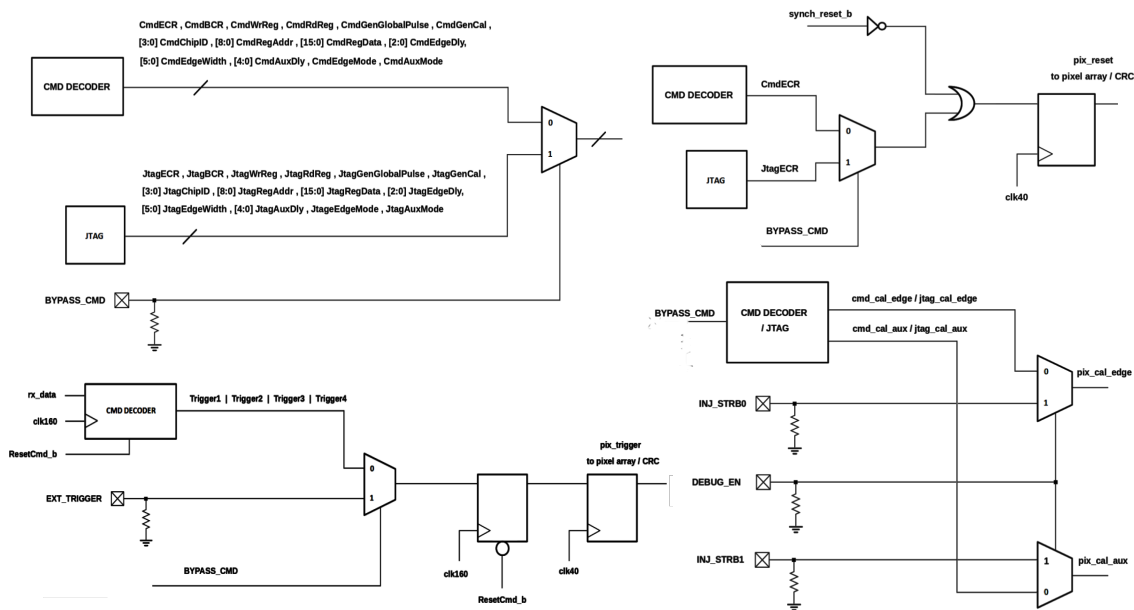 CmdECR , CmdBCR , CmdWrReg , CmdRdReg , CmdGenGlobalPulse , CmdGenCal ,
[3:0] CmdChipID , [8:0] CmdRegAddr , [15:0] CmdRegData , [2:0] CmdEdgeDly,
[5:0] CmdEdgeWidth , [4:0] CmdAuxDly , CmdEdgeMode , CmdAuxMode
CMD DECODER
0
1
JtagECR , JtagBCR , JtagWrReg , JtagRdReg , JtagGenGlobalPulse , JtagGenCal ,
[3:0] JtagChipID , [8:0] JtagRegAddr , [15:0] JtagRegData , [2:0] JtagEdgeDly,
[5:0] JtagEdgeWidth , [4:0] JtagAuxDly , JtageEdgeMode , JtagAuxMode
JTAG
BYPASS_CMD
synch_reset_b
pix_reset
to pixel array / CRC
CMD DECODER
CmdECR
0
1
JTAG
JtagECR
clk40
BYPASS_CMD
rx_data
clk160
ResetCmd_b
CMD DECODER
Trigger1 | Trigger2 | Trigger3 | Trigger4
0
1
EXT_TRIGGER
BYPASS_CMD
pix_trigger
to pixel array / CRC
clk160
clk40
ResetCmd_b
BYPASS_CMD
CMD DECODER
/ JTAG
cmd_cal_edge / jtag_cal_edge
cmd_cal_aux / jtag_cal_aux
0
1
pix_cal_edge
INJ_STRB0
DEBUG_EN
INJ_STRB1
1
0
pix_cal_aux